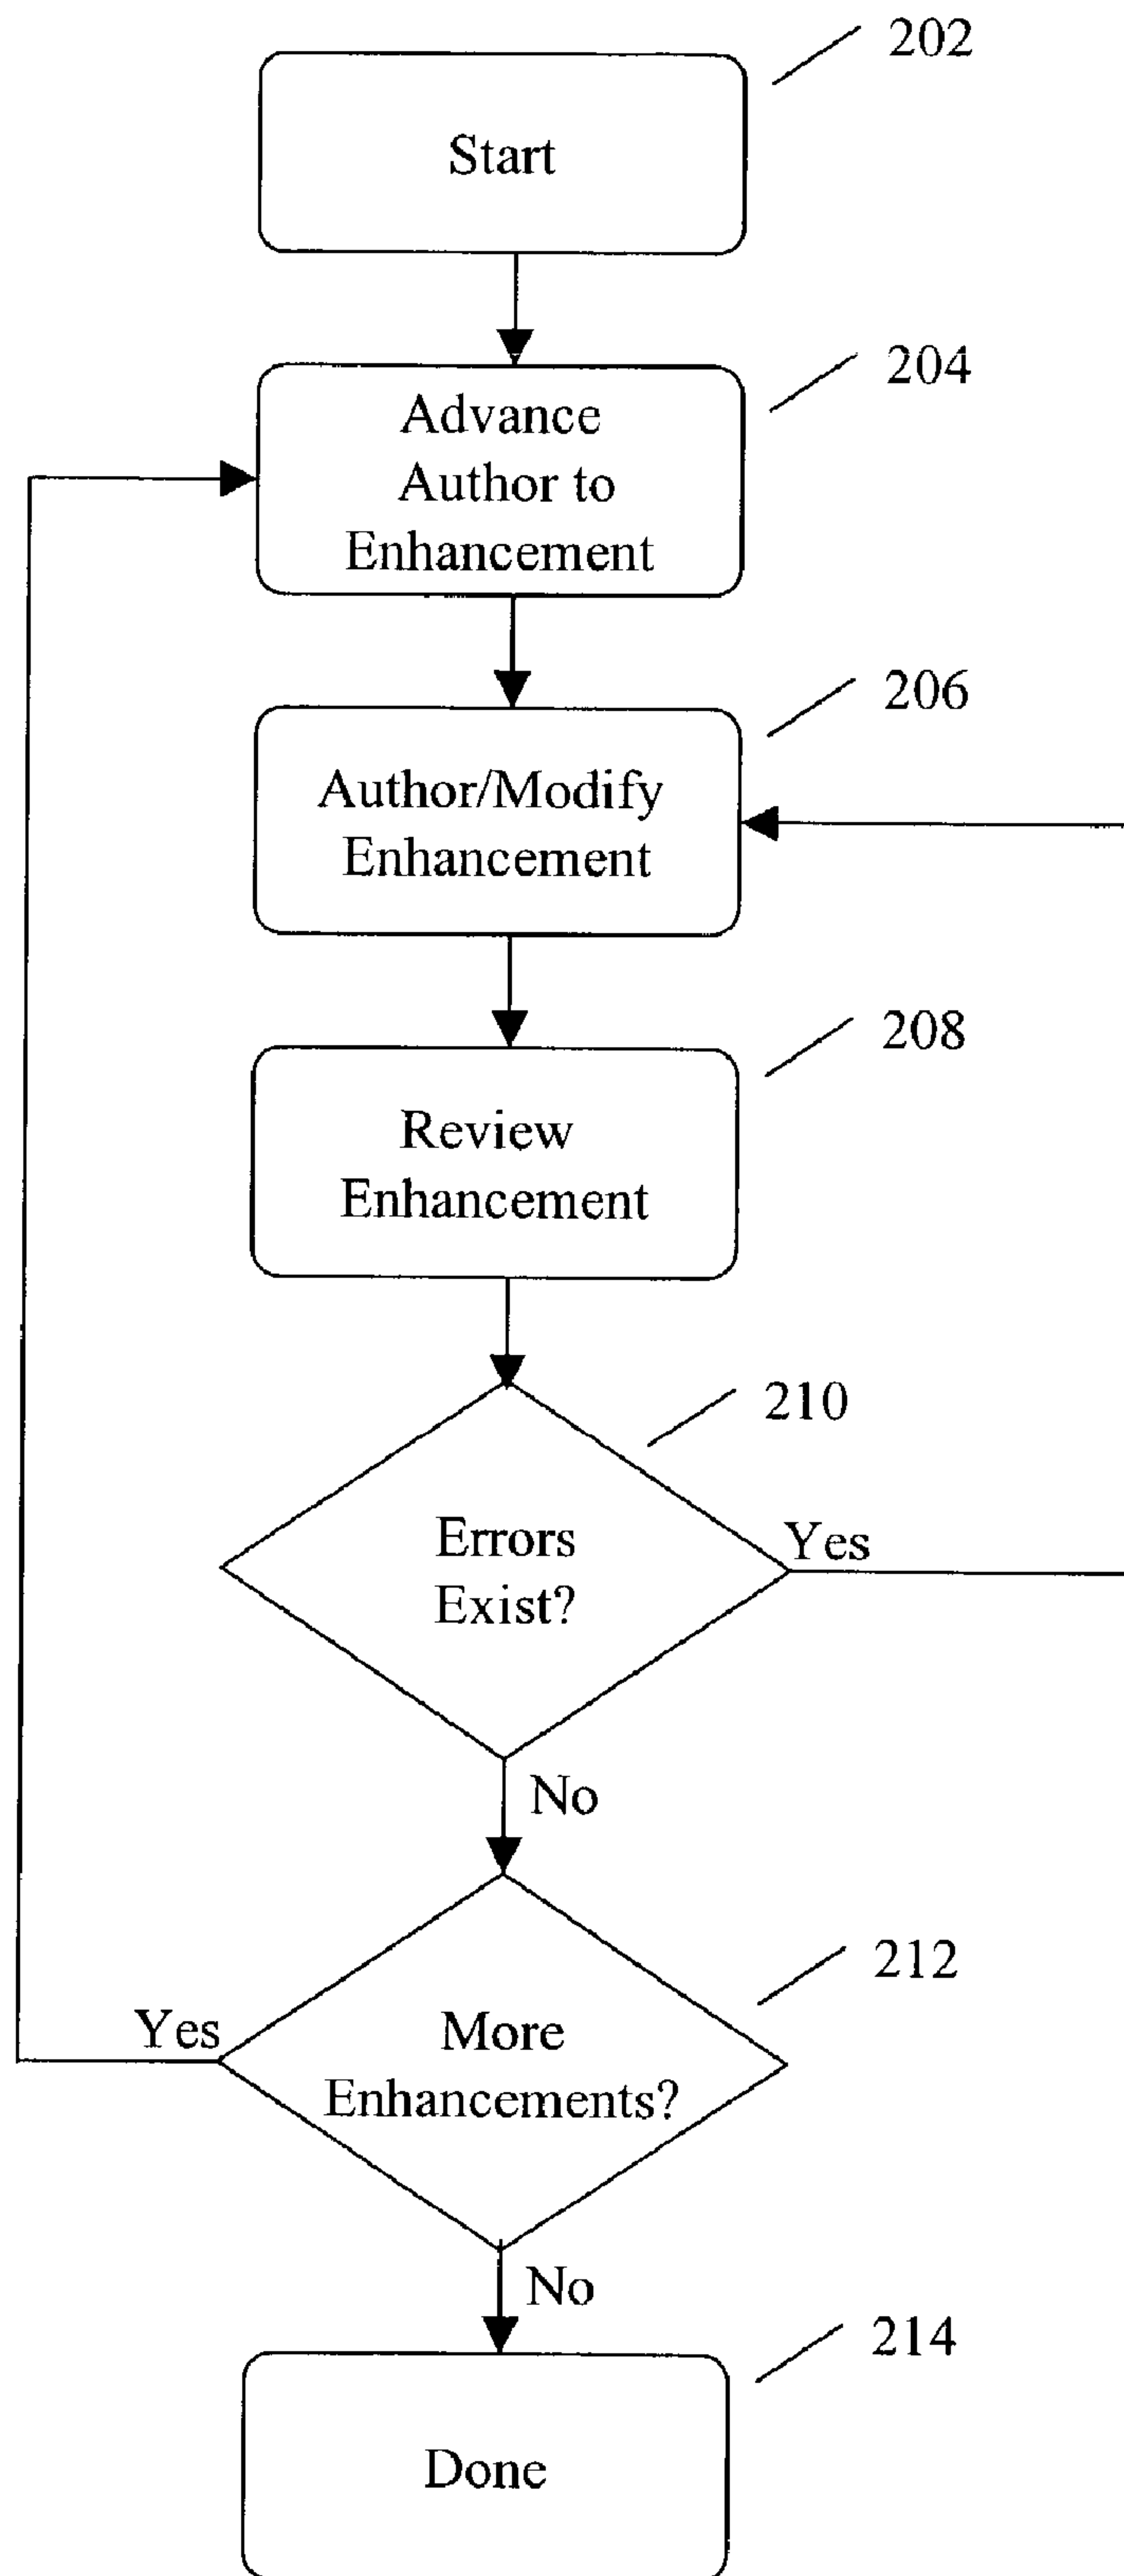 202
Start
204
Advance
Author to
Enhancement
206
Author/Modify
Enhancement
208
Review
Enhancement
210
Errors
Exist?
Yes
No
212
Yes
More
Enhancements?
No
214
Done